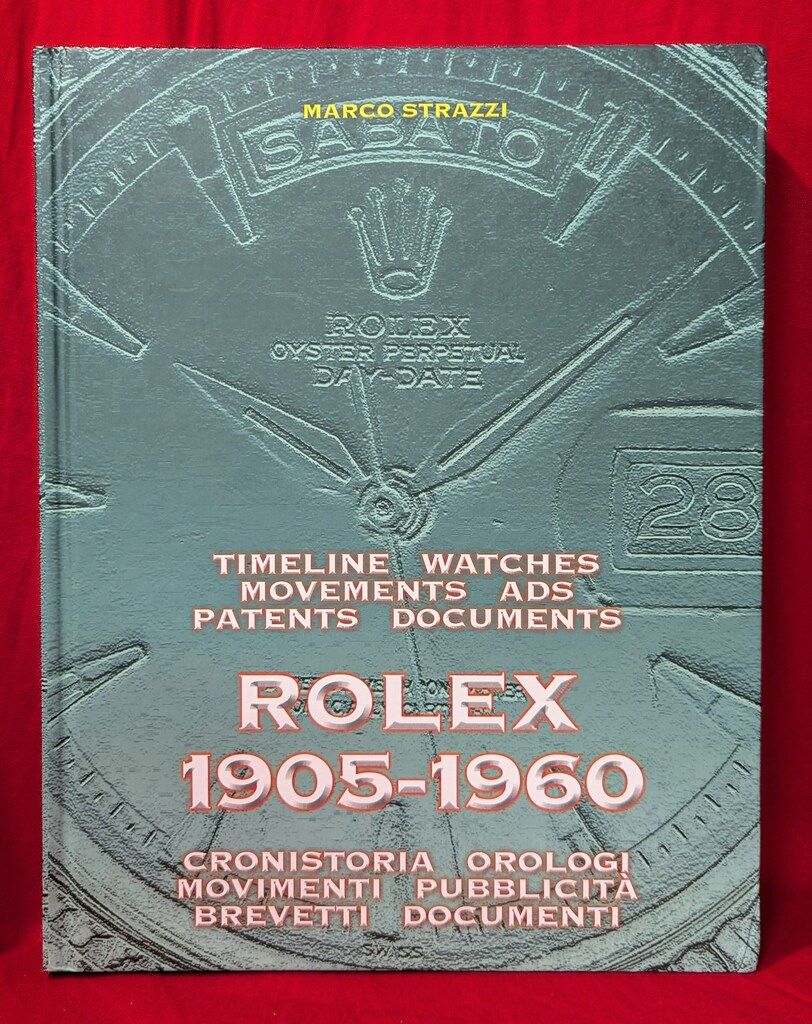 MARCO STRAZZI
SABATO
ROLEX
OYSTER PERPETUAL
DAY-DATE
28
TIMELINE WATCHES
MOVEMENTS ADS
PATENTS DOCUMENTS
ROLEX
1905-1960
CRONISTORIA OROLOGI
MOVIMENTI PUBBLICITÀ
BREVETTI DOCUMENTI
SWISS